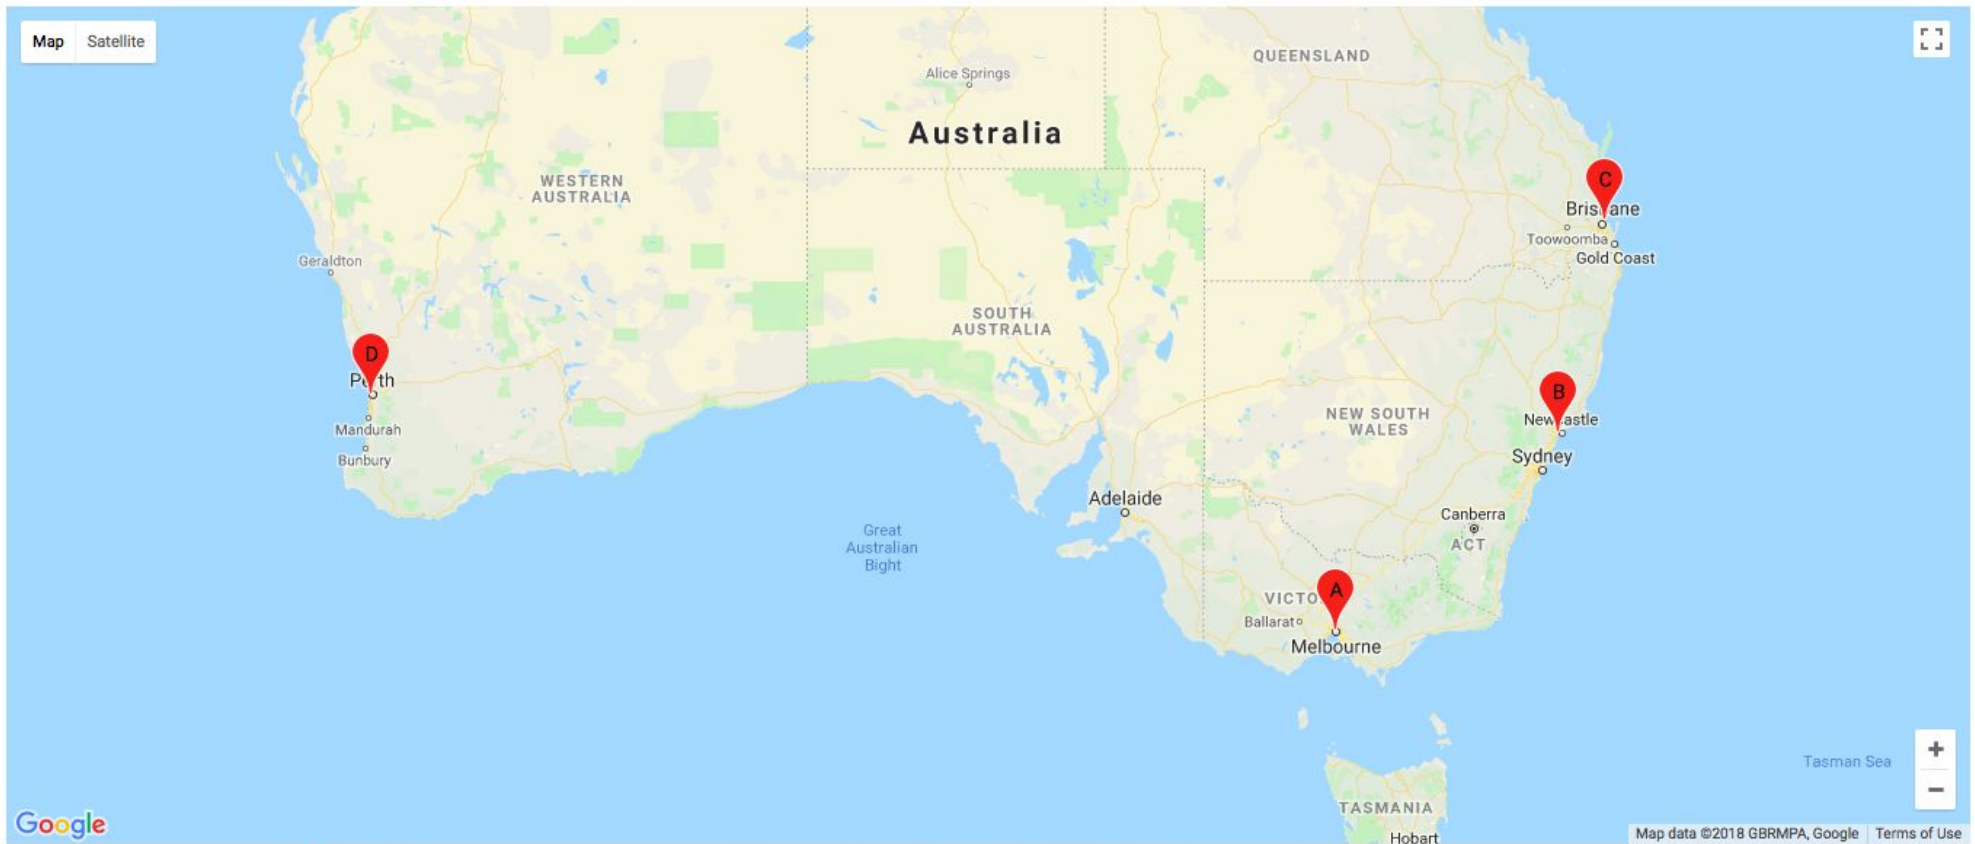 Map Satellite
QUEENSLAND
Alice Springs
Australia
WESTERN
AUSTRALIA
C
Brisbane
Toowoomba
Gold Coast
Geraldton
SOUTH
AUSTRALIA
D
Perth
Mandurah
Bunbury
B
Newcastle
NEW SOUTH
WALES
Sydney
Adelaide
Canberra
ACT
Great
Australian
Bight
A
VICTO
Ballarat
Melbourne
Tasman Sea
TASMANIA
Hobart
+
−
Google
Map data ©2018 GBRMPA, Google Terms of Use